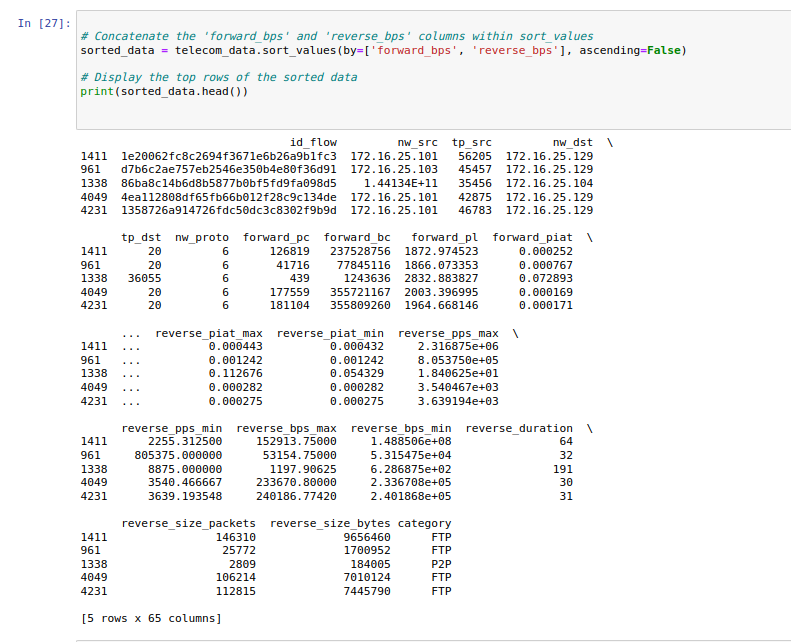 In [27]:
# Concatenate the 'forward_bps' and 'reverse_bps' columns within sort_values
sorted_data = telecom_data.sort_values(by=['forward_bps', 'reverse_bps'], ascending=False)
# Display the top rows of the sorted data
print(sorted_data.head())
id_flow nw_src tp_src nw_dst \
1411 1e20062fc8c2694f3671e6b26a9b1fc3 172.16.25.101 56205 172.16.25.129
961 d7b6c2ae757eb2546e350b4e80f36d91 172.16.25.103 45457 172.16.25.129
1338 86ba8c14b6d8b5877b0bf5fd9fa098d5 1.44134E+11 35456 172.16.25.104
4049 4ea112808df65fb66b012f28c9c134de 172.16.25.101 42875 172.16.25.129
4231 1358726a914726fdc50dc3c8302f9b9d 172.16.25.101 46783 172.16.25.129
tp_dst nw_proto forward_pc forward_bc forward_pl forward_piat \
1411 20 6 126819 237528756 1872.974523 0.000252
961 20 6 41716 77845116 1866.073353 0.000767
1338 36055 6 439 1243636 2832.883827 0.072893
4049 20 6 177559 355721167 2003.396995 0.000169
4231 20 6 181104 355809260 1964.668146 0.000171
... reverse_piat_max reverse_piat_min reverse_pps_max \
1411 ... 0.000443 0.000432 2.316875e+06
961 ... 0.001242 0.001242 8.053750e+05
1338 ... 0.112676 0.054329 1.840625e+01
4049 ... 0.000282 0.000282 3.540467e+03
4231 ... 0.000275 0.000275 3.639194e+03
reverse_pps_min reverse_bps_max reverse_bps_min reverse_duration \
1411 2255.312500 152913.75000 1.488506e+08 64
961 805375.000000 53154.75000 5.315475e+04 32
1338 8875.000000 1197.90625 6.286875e+02 191
4049 3540.466667 233670.80000 2.336708e+05 30
4231 3639.193548 240186.77420 2.401868e+05 31
reverse_size_packets reverse_size_bytes category
1411 146310 9656460 FTP
961 25772 1700952 FTP
1338 2809 184005 P2P
4049 106214 7010124 FTP
4231 112815 7445790 FTP
[5 rows x 65 columns]